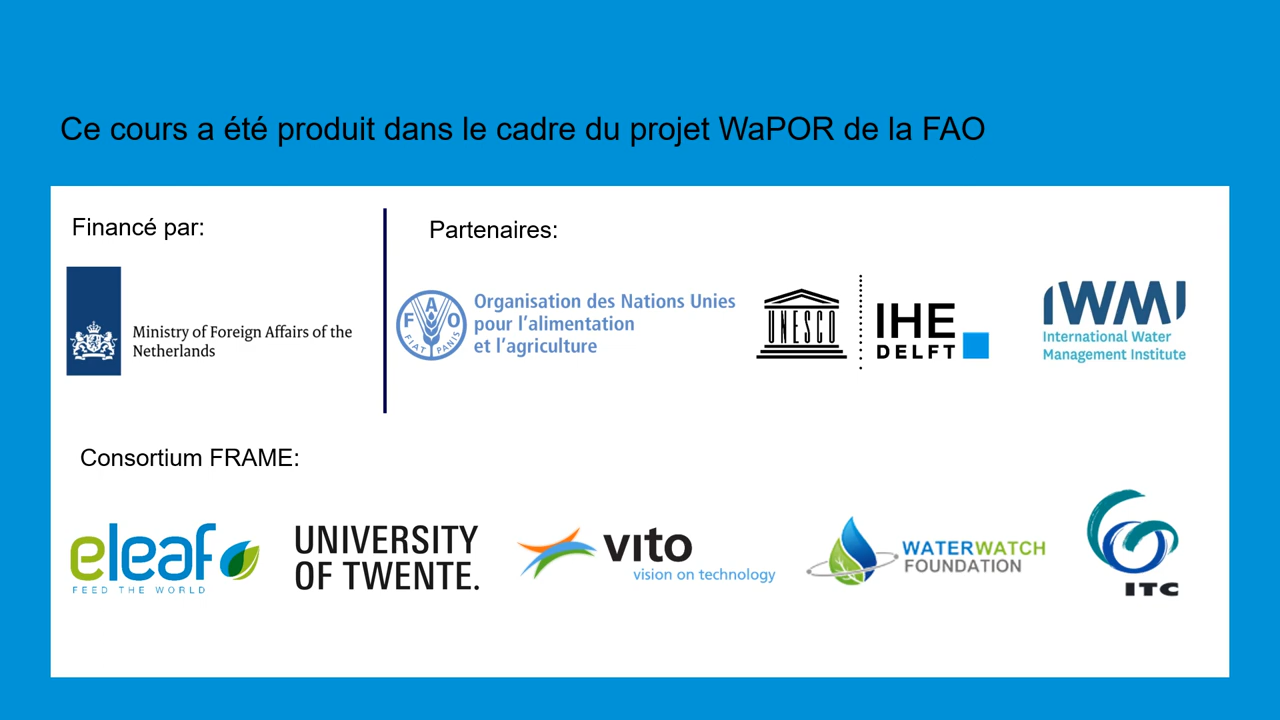 Ce cours a été produit dans le cadre du projet WaPOR de la FAO
Financé par:
Ministry of Foreign Affairs of the
Netherlands
Partenaires:
F A O
FIAT PANIS
Organisation des Nations Unies
pour l'alimentation
et l'agriculture
UNESCO
IHE
DELFT
IWMI
International Water
Management Institute
Consortium FRAME:
eleaf
FEED THE WORLD
UNIVERSITY
OF TWENTE.
vito
vision on technology
WATERWATCH
FOUNDATION
ITC